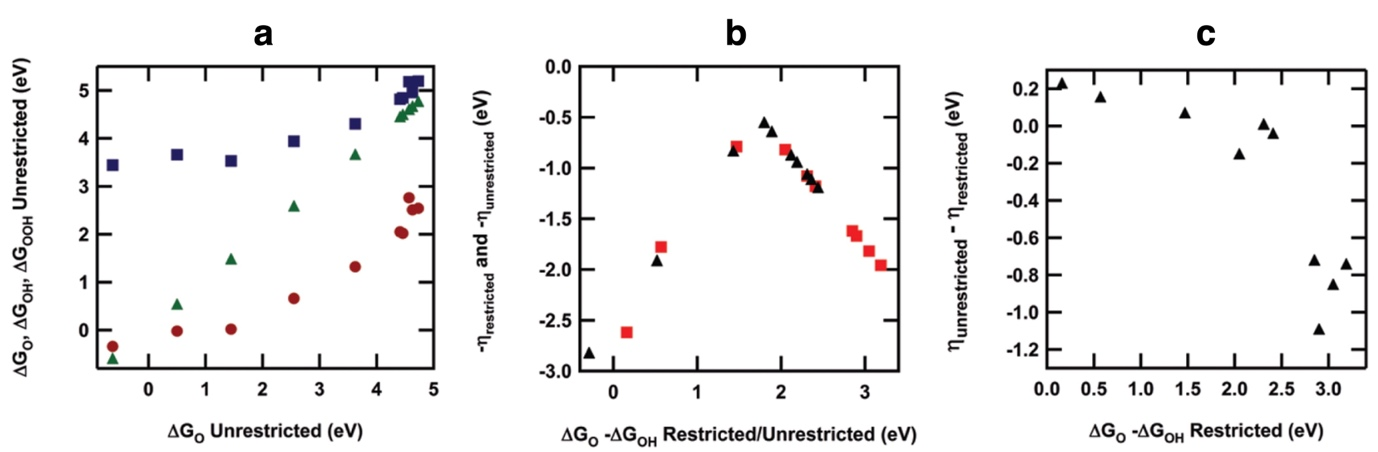 a
b
c
ΔG_O, ΔG_OH, ΔG_OOH Unrestricted (eV)
5
4
3
2
1
0
0 1 2 3 4 5
ΔG_O Unrestricted (eV)
-η_restricted and -η_unrestricted (eV)
0.0
-0.5
-1.0
-1.5
-2.0
-2.5
-3.0
0 1 2 3
ΔG_O -ΔG_OH Restricted/Unrestricted (eV)
η_unrestricted - η_restricted (eV)
0.2
0.0
-0.2
-0.4
-0.6
-0.8
-1.0
-1.2
0.0 0.5 1.0 1.5 2.0 2.5 3.0
ΔG_O -ΔG_OH Restricted (eV)